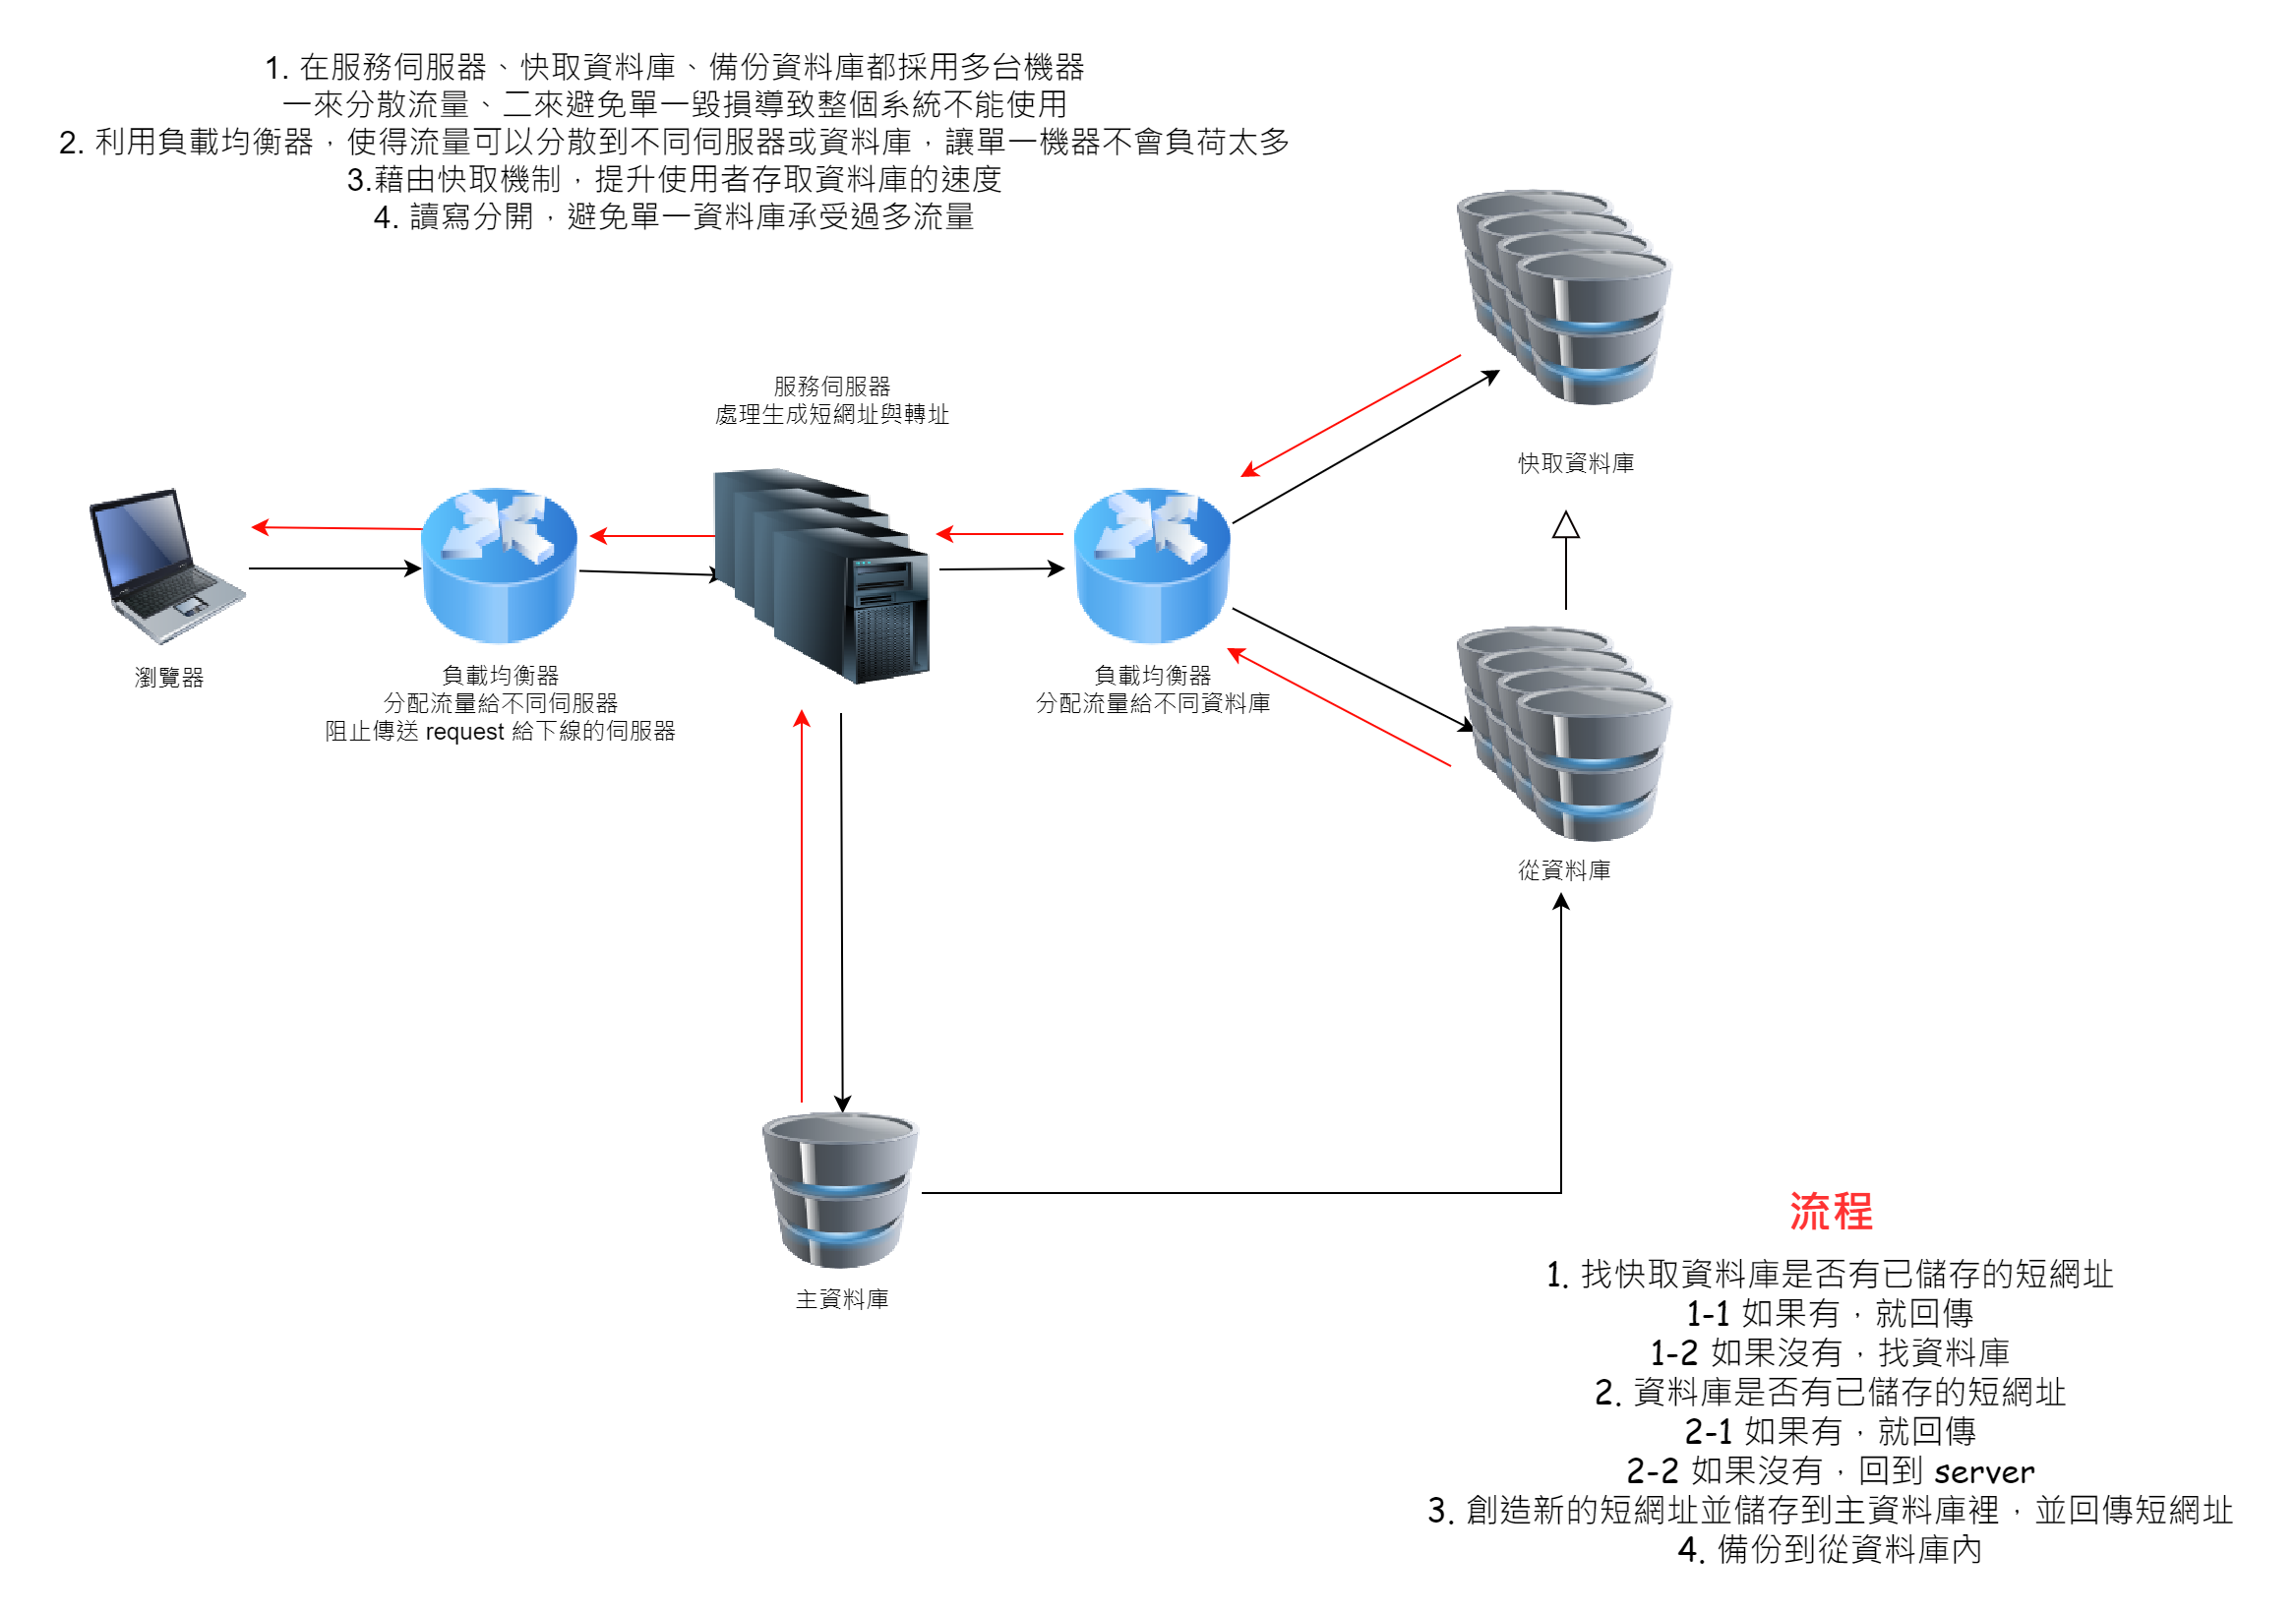 1. 在服務伺服器、快取資料庫、備份資料庫都採用多台機器
一來分散流量、二來避免單一毀損導致整個系統不能使用
2. 利用負載均衡器，使得流量可以分散到不同伺服器或資料庫，讓單一機器不會負荷太多
3.藉由快取機制，提升使用者存取資料庫的速度
4. 讀寫分開，避免單一資料庫承受過多流量
服務伺服器
處理生成短網址與轉址
快取資料庫
瀏覽器
負載均衡器
分配流量給不同伺服器
阻止傳送 request 給下線的伺服器
負載均衡器
分配流量給不同資料庫
從資料庫
主資料庫
流程
1. 找快取資料庫是否有已儲存的短網址
1-1 如果有，就回傳
1-2 如果沒有，找資料庫
2. 資料庫是否有已儲存的短網址
2-1 如果有，就回傳
2-2 如果沒有，回到 server
3. 創造新的短網址並儲存到主資料庫裡，並回傳短網址
4. 備份到從資料庫內